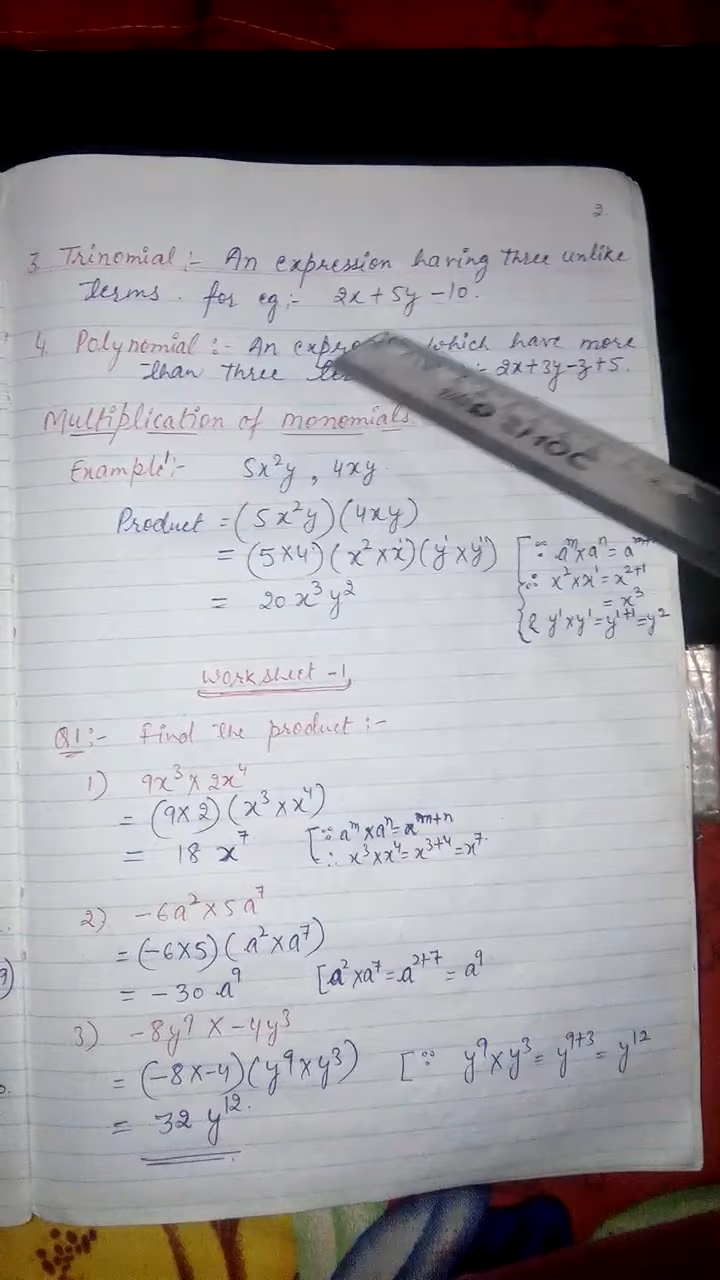 2.
3. Trinomial :- An expression having three unlike
terms. for eg:- 2x + 5y - 10.
4. Polynomial :- An which have more
than three :- 2x+3y-z+5.
Multiplication of monomials
Example:- 5x²y , 4xy.
Product = (5x²y)(4xy)
= (5×4)(x²×x¹)(y¹×y¹) [∵ aᵐ×aⁿ=
= 20x³y² ∵ x²×x¹=x²⁺¹
= x³
{& y¹×y¹=y¹⁺¹=y²
Worksheet -1
Q1:- Find the product :-
1) 9x³ × 2x⁴
= (9×2)(x³×x⁴)
= 18 x⁷ [∵ aᵐ×aⁿ=aᵐ⁺ⁿ
∴ x³×x⁴=x³⁺⁴=x⁷.
2) -6a² × 5a⁷
= (-6×5)(a²×a⁷)
= -30 a⁹ [a²×a⁷=a²⁺⁷ = a⁹
3) -8y⁹ × -4y³
= (-8×-4)(y⁹×y³) [∵ y⁹×y³ = y⁹⁺³ = y¹²
= 32 y¹².